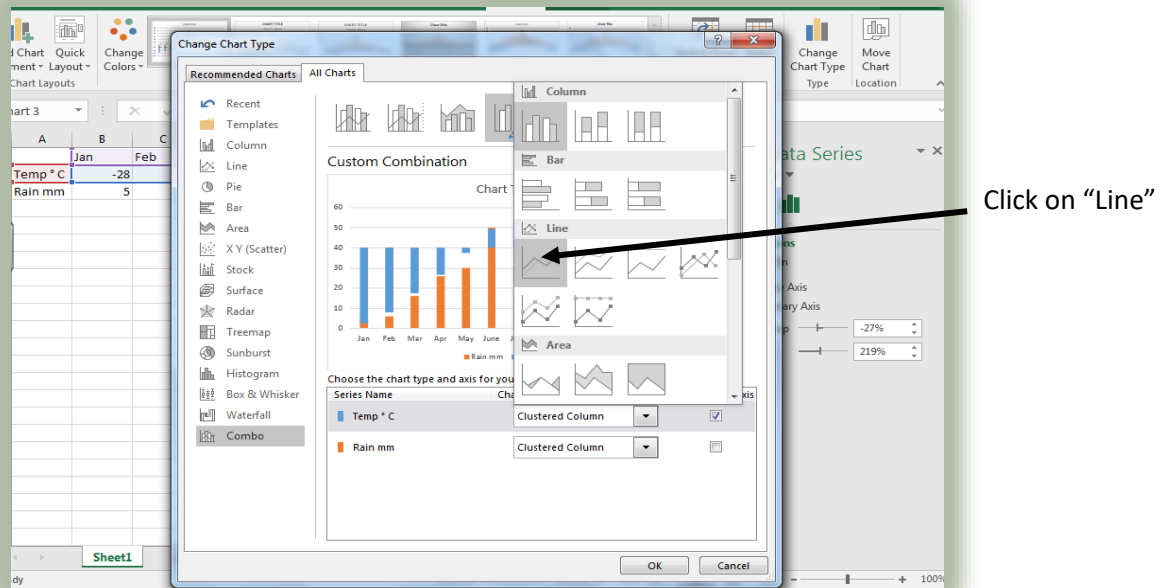 Chart Quick
ment Layout
Chart Layouts
Change
Colors
Change Chart Type
Change
Chart Type
Type
Move
Chart
Location
Recommended Charts
All Charts
art 3
A B C
Jan Feb
Temp ° C -28
Rain mm 5
Recent
Templates
Column
Line
Pie
Bar
Area
X Y (Scatter)
Stock
Surface
Radar
Treemap
Sunburst
Histogram
Box & Whisker
Waterfall
Combo
Custom Combination
Chart T
60
50
40
30
20
10
0
Jan Feb Mar Apr May June J
Rain mm
Column
Bar
Line
Area
Choose the chart type and axis for you
Series Name Cha xis
Temp ° C Clustered Column
Rain mm Clustered Column
OK Cancel
ata Series
ns
n
Axis
ary Axis
p -27%
219%
Click on “Line”
Sheet1
dy
100%